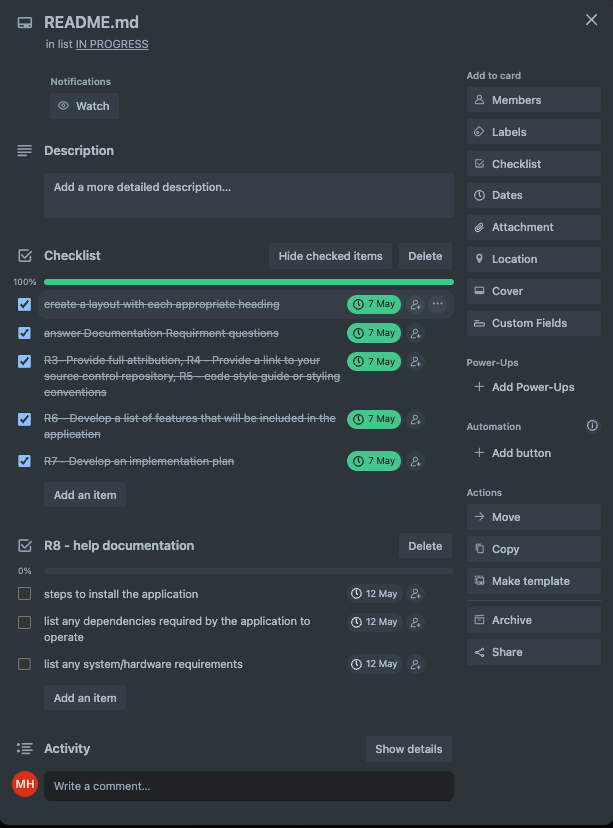 README.md
in list IN PROGRESS
Notifications
Watch
Description
Add a more detailed description...
Checklist
Hide checked items
Delete
100%
create a layout with each appropriate heading
7 May
answer Documentation Requirment questions
7 May
R3- Provide full attribution, R4 - Provide a link to your
source control repository, R5 - code style guide or styling
conventions
7 May
R6 - Develop a list of features that will be included in the
application
7 May
R7 - Develop an implementation plan
7 May
Add an item
R8 - help documentation
Delete
0%
steps to install the application
12 May
list any dependencies required by the application to
operate
12 May
list any system/hardware requirements
12 May
Add an item
Activity
Show details
MH
Write a comment...
Add to card
Members
Labels
Checklist
Dates
Attachment
Location
Cover
Custom Fields
Power-Ups
Add Power-Ups
Automation
Add button
Actions
Move
Copy
Make template
Archive
Share